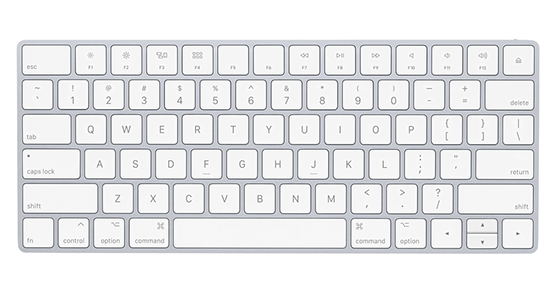 esc F1 F2 F3 F4 F5 F6 F7 F8 F9 F10 F11 F12
~ ! @ # $ % ^ & * ( ) _ +
` 1 2 3 4 5 6 7 8 9 0 - = delete
tab Q W E R T Y U I O P { } |
[ ] \
caps lock A S D F G H J K L : " return
; '
shift Z X C V B N M < > ? shift
, . /
fn control option command command option